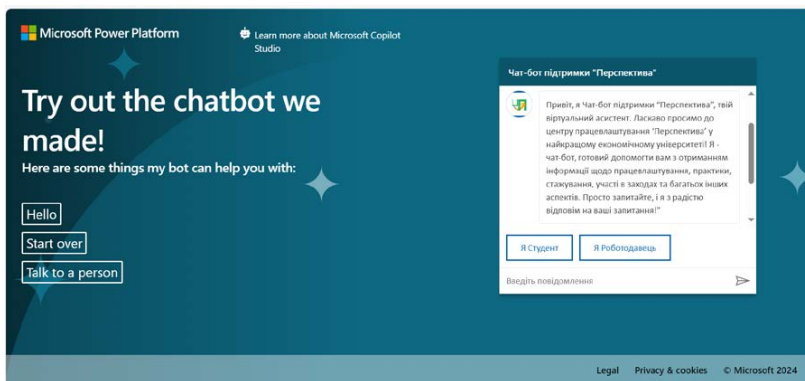 Microsoft Power Platform
Learn more about Microsoft Copilot
Studio
Try out the chatbot we
made!
Here are some things my bot can help you with:
Hello
Start over
Talk to a person
Чат-бот підтримки "Перспектива"
Привіт, я Чат-бот підтримки "Перспектива", твій
віртуальний асистент. Ласкаво просимо до
центру працевлаштування 'Перспектива' у
найкращому економічному університеті! Я -
чат-бот, готовий допомогти вам з отриманням
інформації щодо працевлаштування, практики,
стажування, участі в заходах та багатьох інших
аспектів. Просто запитайте, і я з радістю
відповім на ваші запитання!"
Я Студент
Я Роботодавець
Введіть повідомлення
Legal Privacy & cookies © Microsoft 2024